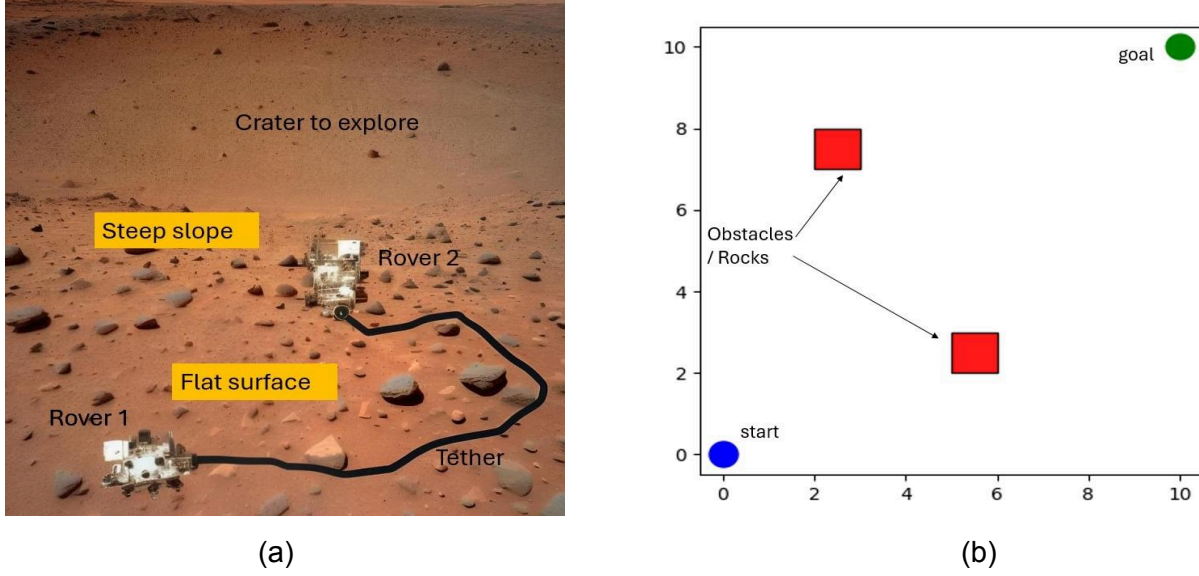 Crater to explore
Steep slope
Rover 2
Flat surface
Rover 1
Tether
(a)
10
8
6
4
2
0
goal
Obstacles
/ Rocks
start
0
2
4
6
8
10
(b)